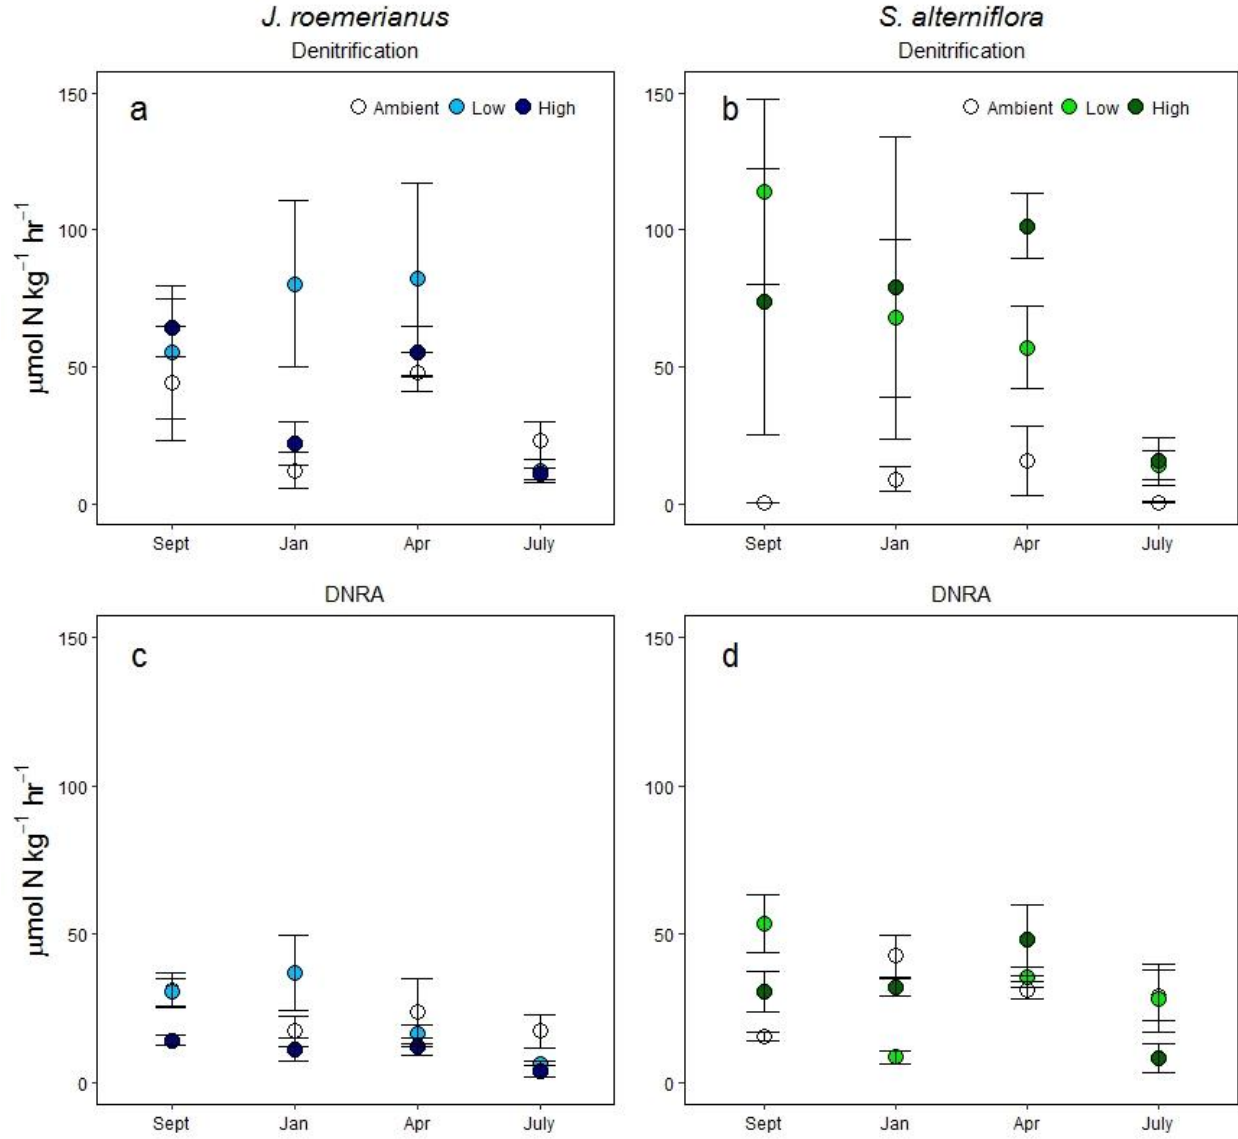 J. roemerianus
S. alterniflora
Denitrification
Denitrification
a
Ambient Low High
b
Ambient Low High
150
100
50
0
150
100
50
0
μmol N kg⁻¹ hr⁻¹
Sept Jan Apr July
Sept Jan Apr July
DNRA
DNRA
c
d
150
100
50
0
150
100
50
0
μmol N kg⁻¹ hr⁻¹
Sept Jan Apr July
Sept Jan Apr July